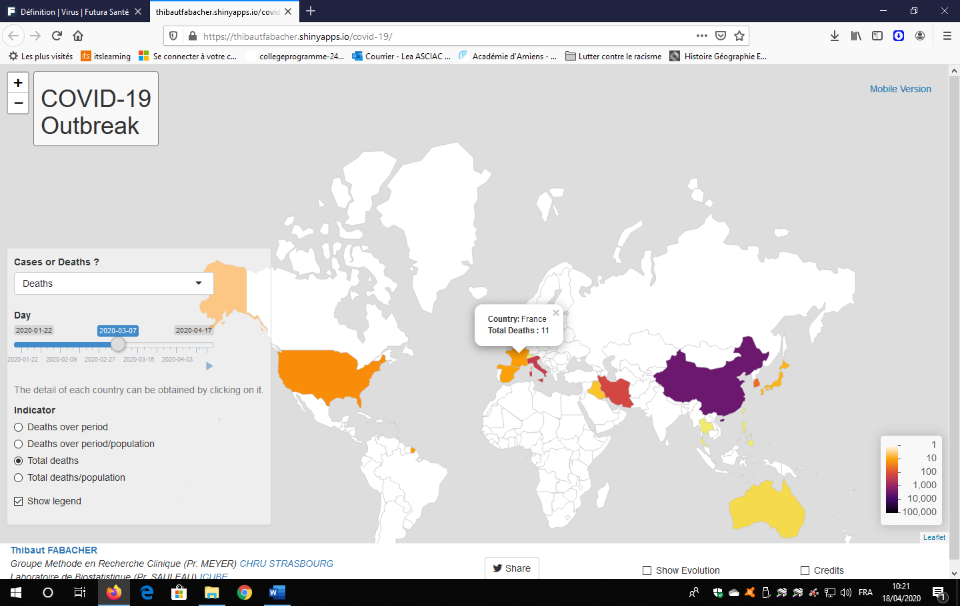 Définition | Virus | Futura Santé
thibautfabacher.shinyapps.io/covid
https://thibautfabacher.shinyapps.io/covid-19/
Les plus visités itslearning Se connecter à votre c... collegeprogramme-24... Courrier - Lea ASCIAC ... Académie d'Amiens - ... Lutter contre le racisme Histoire Géographie E...
+
−
COVID-19
Outbreak
Mobile Version
Cases or Deaths ?
Deaths
Day
2020-01-22 2020-03-07 2020-04-17
2020-01-22 2020-02-09 2020-02-27 2020-03-16 2020-04-03
The detail of each country can be obtained by clicking on it.
Indicator
Deaths over period
Deaths over period/population
Total deaths
Total deaths/population
Show legend
Country: France
Total Deaths : 11
1
10
100
1,000
10,000
100,000
Leaflet
Thibaut FABACHER
Groupe Methode en Recherche Clinique (Pr. MEYER) CHRU STRASBOURG
Laboratoire de Biostatistique (Pr. SAULEAU) ICUBE
Share
Show Evolution
Credits
FRA
10:21
18/04/2020
1